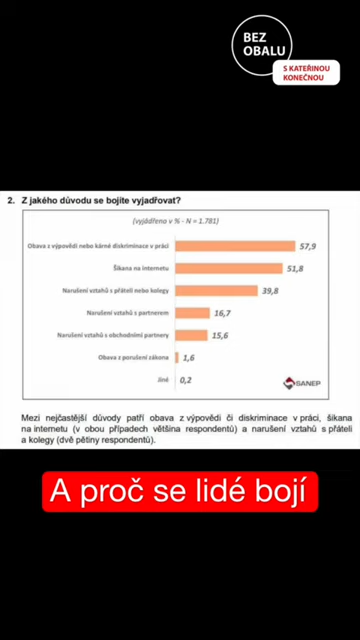 BEZ
OBALU
S KATEŘINOU
KONEČNOU
2. Z jakého důvodu se bojíte vyjadřovat?
(vyjádřeno v % - N = 1.781)
Obava z výpovědi nebo kárné diskriminace v práci 57,9
Šikana na internetu 51,8
Narušení vztahů s přáteli nebo kolegy 39,8
Narušení vztahů s partnerem 16,7
Narušení vztahů s obchodními partnery 15,6
Obava z porušení zákona 1,6
Jiné 0,2
SANEP
Mezi nejčastější důvody patří obava z výpovědi či diskriminace v práci, šikana
na internetu (v obou případech většina respondentů) a narušení vztahů s přáteli
a kolegy (dvě pětiny respondentů).
A proč se lidé bojí